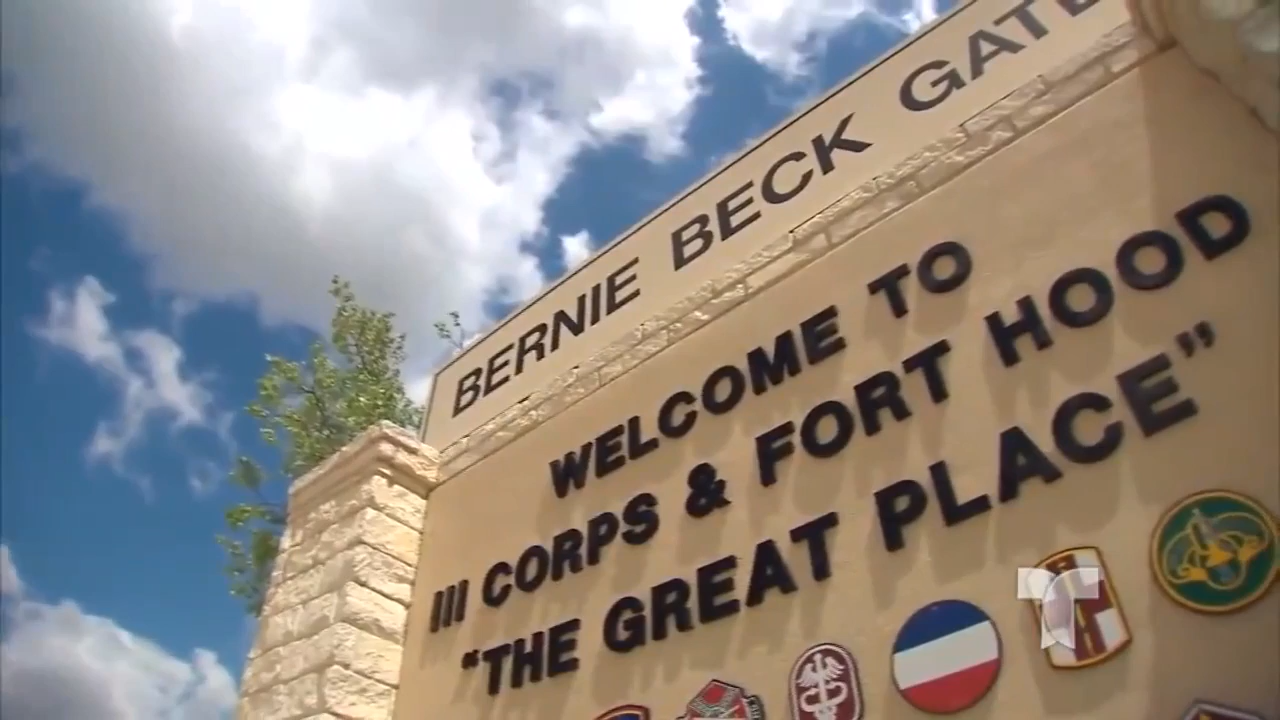 BERNIE BECK GATE
WELCOME TO
III CORPS & FORT HOOD
“THE GREAT PLACE”
T